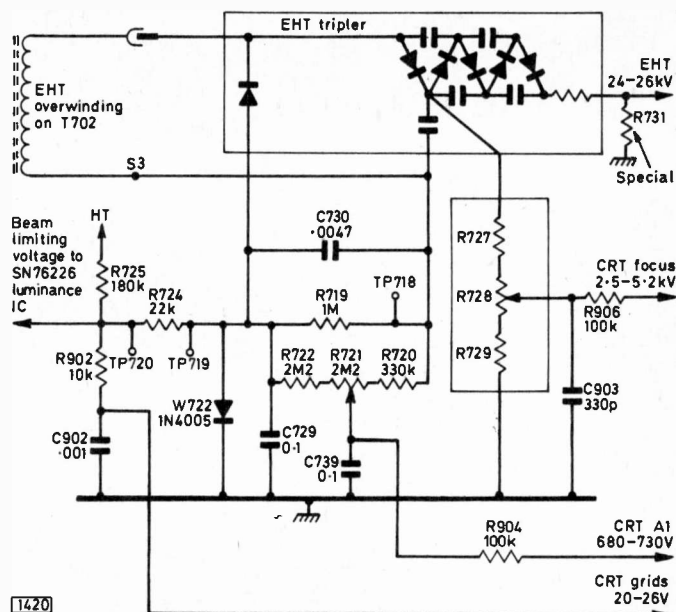 EHT tripler
EHT
24–26kV
EHT
overwinding
on T702
R731
Special
S3
Beam
limiting
voltage to
SN76226
luminance
IC
HT
C730
·0047
R727
CRT focus
2·5–5·2kV
R725
180k
R724
22k
R719
1M
TP718
R728
R906
100k
R902
10k
TP720
TP719
R722
2M2
R721
2M2
R720
330k
R729
C903
330p
W722
1N4005
C902
·001
C729
0·1
C739
0·1
R904
100k
CRT A1
680–730V
CRT grids
20–26V
1420